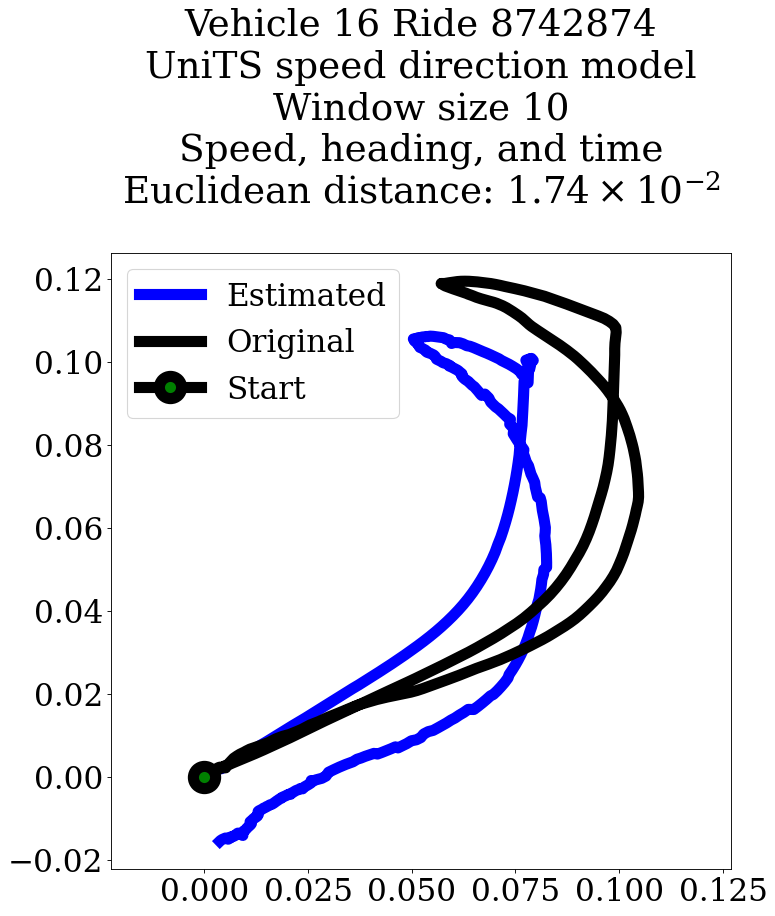 Vehicle 16 Ride 8742874
UniTS speed direction model
Window size 10
Speed, heading, and time
Euclidean distance: 1.74 × 10⁻²
Estimated
Original
Start
0.12
0.10
0.08
0.06
0.04
0.02
0.00
−0.02
0.000 0.025 0.050 0.075 0.100 0.125